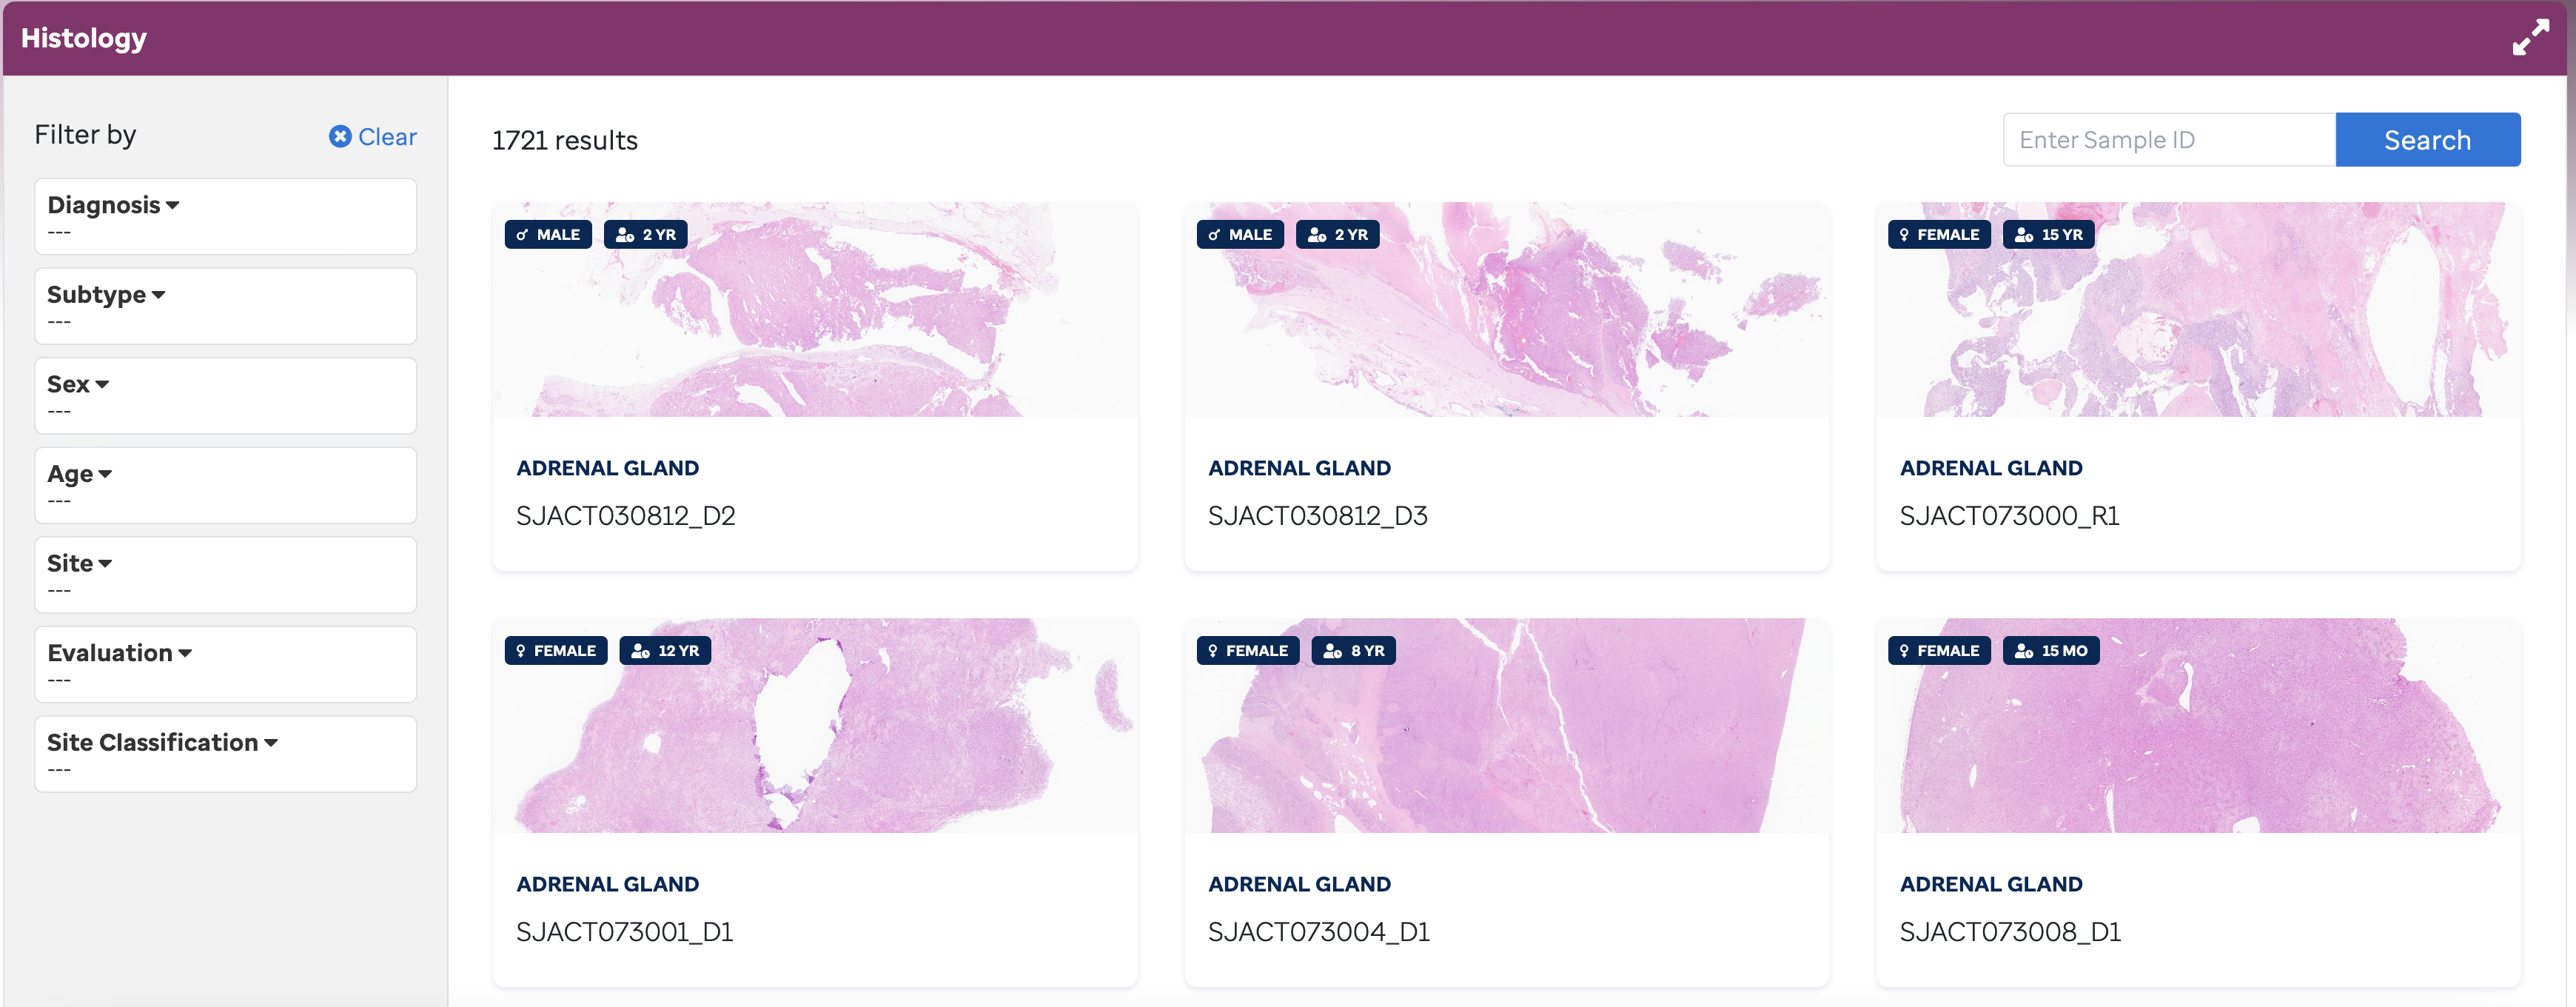 Histology
Filter by
Clear
Diagnosis
---
Subtype
---
Sex
---
Age
---
Site
---
Evaluation
---
Site Classification
---
1721 results
Enter Sample ID
Search
MALE 2 YR
ADRENAL GLAND
SJACT030812_D2
MALE 2 YR
ADRENAL GLAND
SJACT030812_D3
FEMALE 15 YR
ADRENAL GLAND
SJACT073000_R1
FEMALE 12 YR
ADRENAL GLAND
SJACT073001_D1
FEMALE 8 YR
ADRENAL GLAND
SJACT073004_D1
FEMALE 15 MO
ADRENAL GLAND
SJACT073008_D1